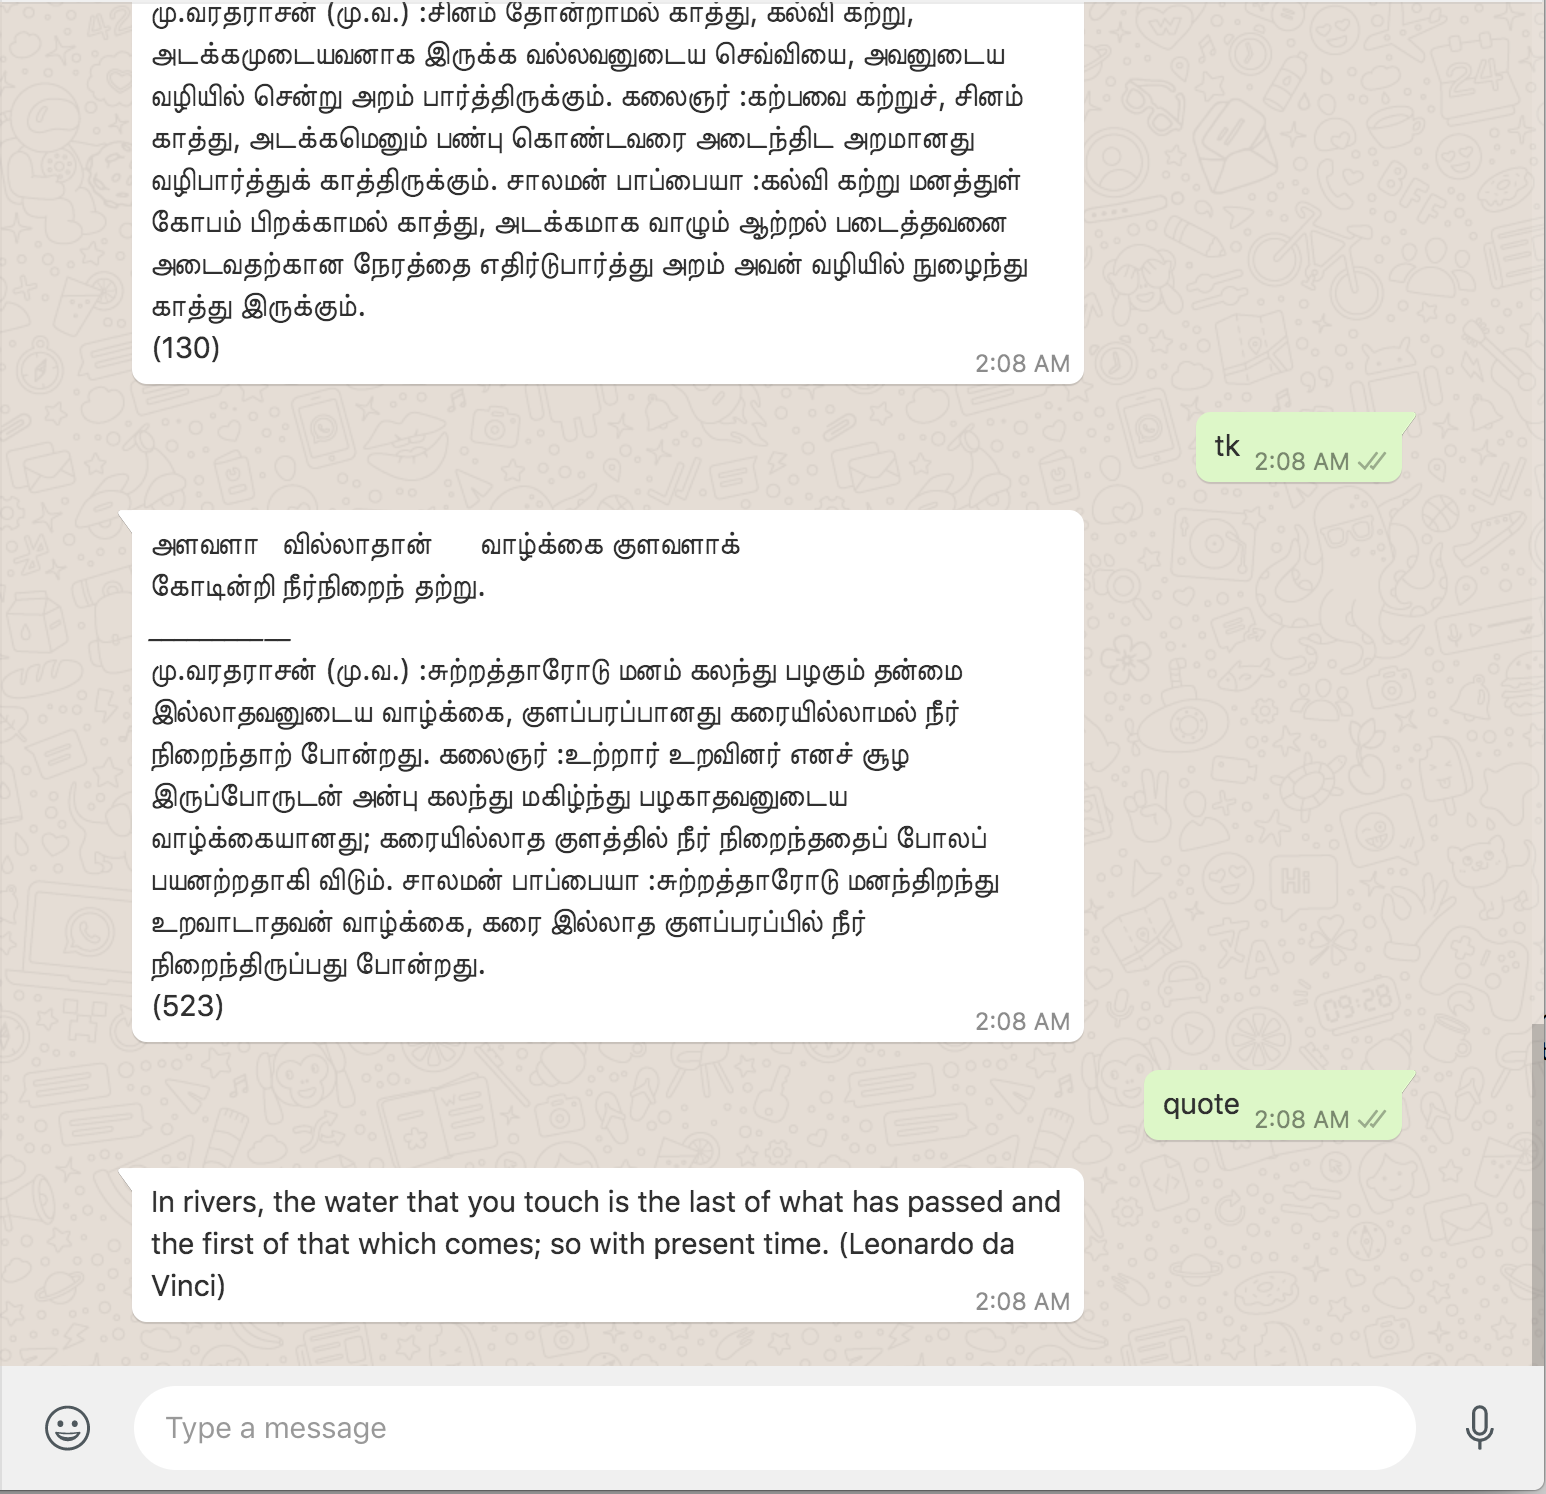 மு.வரதராசன் (மு.வ.) :சினம் தோன்றாமல் காத்து, கல்வி கற்று,
அடக்கமுடையவனாக இருக்க வல்லவனுடைய செவ்வியை, அவனுடைய
வழியில் சென்று அறம் பார்த்திருக்கும். கலைஞர் :கற்பவை கற்றுச், சினம்
காத்து, அடக்கமெனும் பண்பு கொண்டவரை அடைந்திட அறமானது
வழிபார்த்துக் காத்திருக்கும். சாலமன் பாப்பையா :கல்வி கற்று மனத்துள்
கோபம் பிறக்காமல் காத்து, அடக்கமாக வாழும் ஆற்றல் படைத்தவனை
அடைவதற்கான நேரத்தை எதிர்டுபார்த்து அறம் அவன் வழியில் நுழைந்து
காத்து இருக்கும்.
(130)
2:08 AM
tk 2:08 AM
அளவளா வில்லாதான் வாழ்க்கை குளவளாக்
கோடின்றி நீர்நிறைந் தற்று.
மு.வரதராசன் (மு.வ.) :சுற்றத்தாரோடு மனம் கலந்து பழகும் தன்மை
இல்லாதவனுடைய வாழ்க்கை, குளப்பரப்பானது கரையில்லாமல் நீர்
நிறைந்தாற் போன்றது. கலைஞர் :உற்றார் உறவினர் எனச் சூழ
இருப்போருடன் அன்பு கலந்து மகிழ்ந்து பழகாதவனுடைய
வாழ்க்கையானது; கரையில்லாத குளத்தில் நீர் நிறைந்ததைப் போலப்
பயனற்றதாகி விடும். சாலமன் பாப்பையா :சுற்றத்தாரோடு மனந்திறந்து
உறவாடாதவன் வாழ்க்கை, கரை இல்லாத குளப்பரப்பில் நீர்
நிறைந்திருப்பது போன்றது.
(523)
2:08 AM
quote 2:08 AM
In rivers, the water that you touch is the last of what has passed and
the first of that which comes; so with present time. (Leonardo da
Vinci)
2:08 AM
Type a message